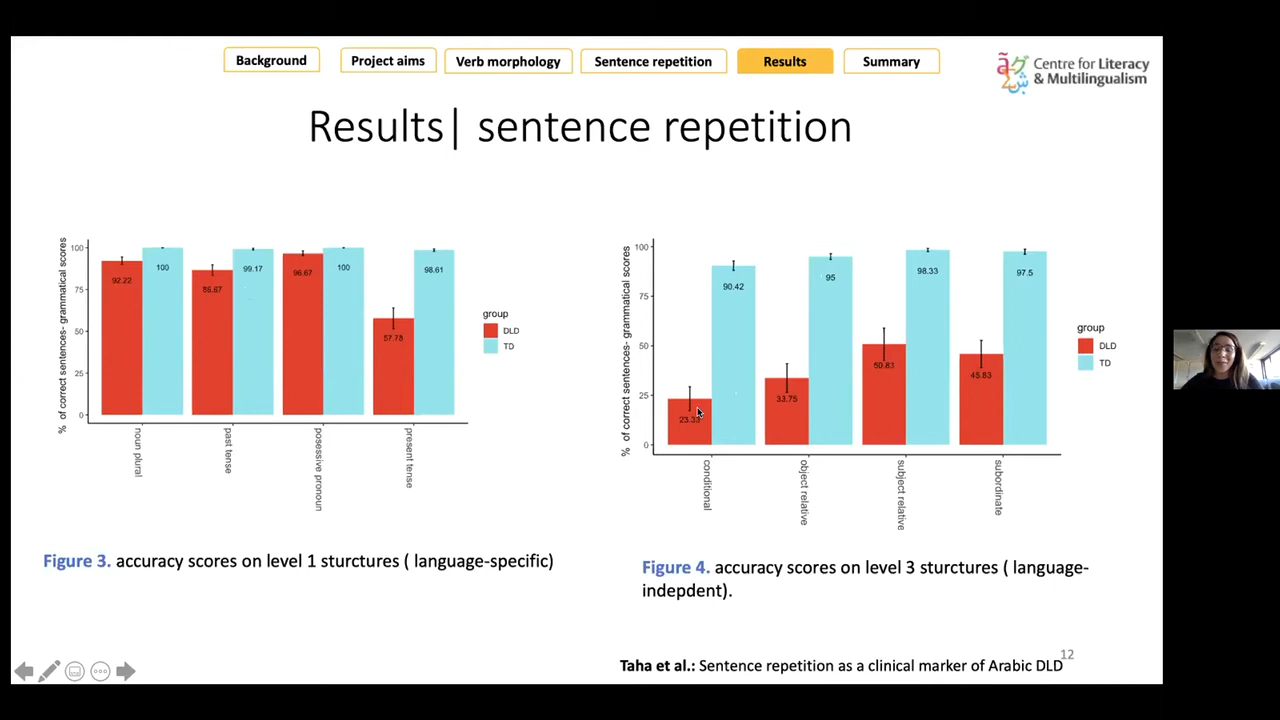 Background
Project aims
Verb morphology
Sentence repetition
Results
Summary
Centre for Literacy
& Multilingualism
Results| sentence repetition
% of correct sentences- grammatical scores
100
75
50
25
0
92.22
100
86.67
99.17
96.67
100
57.78
98.61
noun plural
past tense
posessive pronoun
present tense
group
DLD
TD
% of correct sentences- grammatical scores
100
75
50
25
0
23.33
90.42
33.75
95
50.83
98.33
45.83
97.5
conditional
object relative
subject relative
subordinate
group
DLD
TD
Figure 3. accuracy scores on level 1 sturctures ( language-specific)
Figure 4. accuracy scores on level 3 sturctures ( language-
indepdent).
12
Taha et al.: Sentence repetition as a clinical marker of Arabic DLD